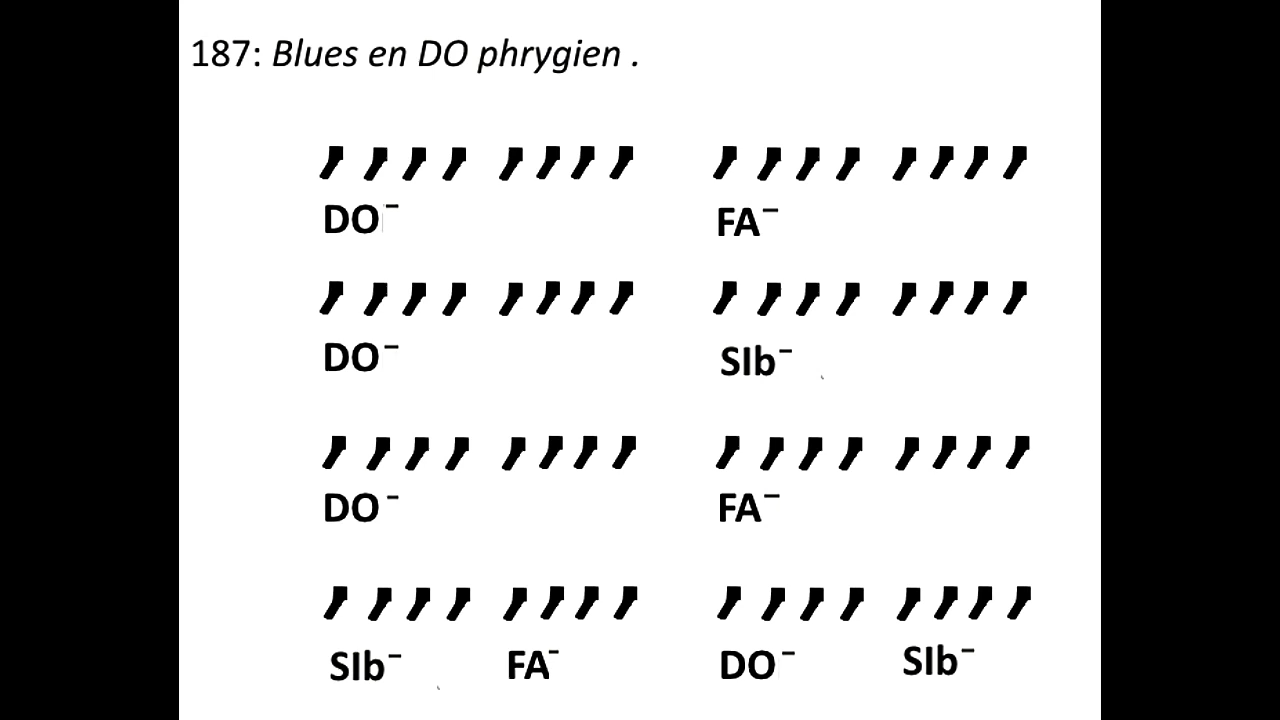 187: Blues en DO phrygien .
, , , , , , , , , , , , , , , ,
DO⁻ FA⁻
, , , , , , , , , , , , , , , ,
DO⁻ SIb⁻
, , , , , , , , , , , , , , , ,
DO⁻ FA⁻
, , , , , , , , , , , , , , , ,
SIb⁻ FA⁻ DO⁻ SIb⁻